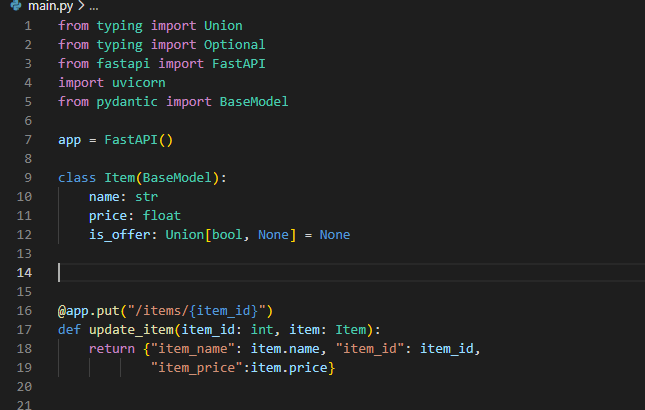 main.py > ...
1 from typing import Union
2 from typing import Optional
3 from fastapi import FastAPI
4 import uvicorn
5 from pydantic import BaseModel
6
7 app = FastAPI()
8
9 class Item(BaseModel):
10     name: str
11     price: float
12     is_offer: Union[bool, None] = None
13
14
15
16 @app.put("/items/{item_id}")
17 def update_item(item_id: int, item: Item):
18     return {"item_name": item.name, "item_id": item_id,
19             "item_price":item.price}
20
21